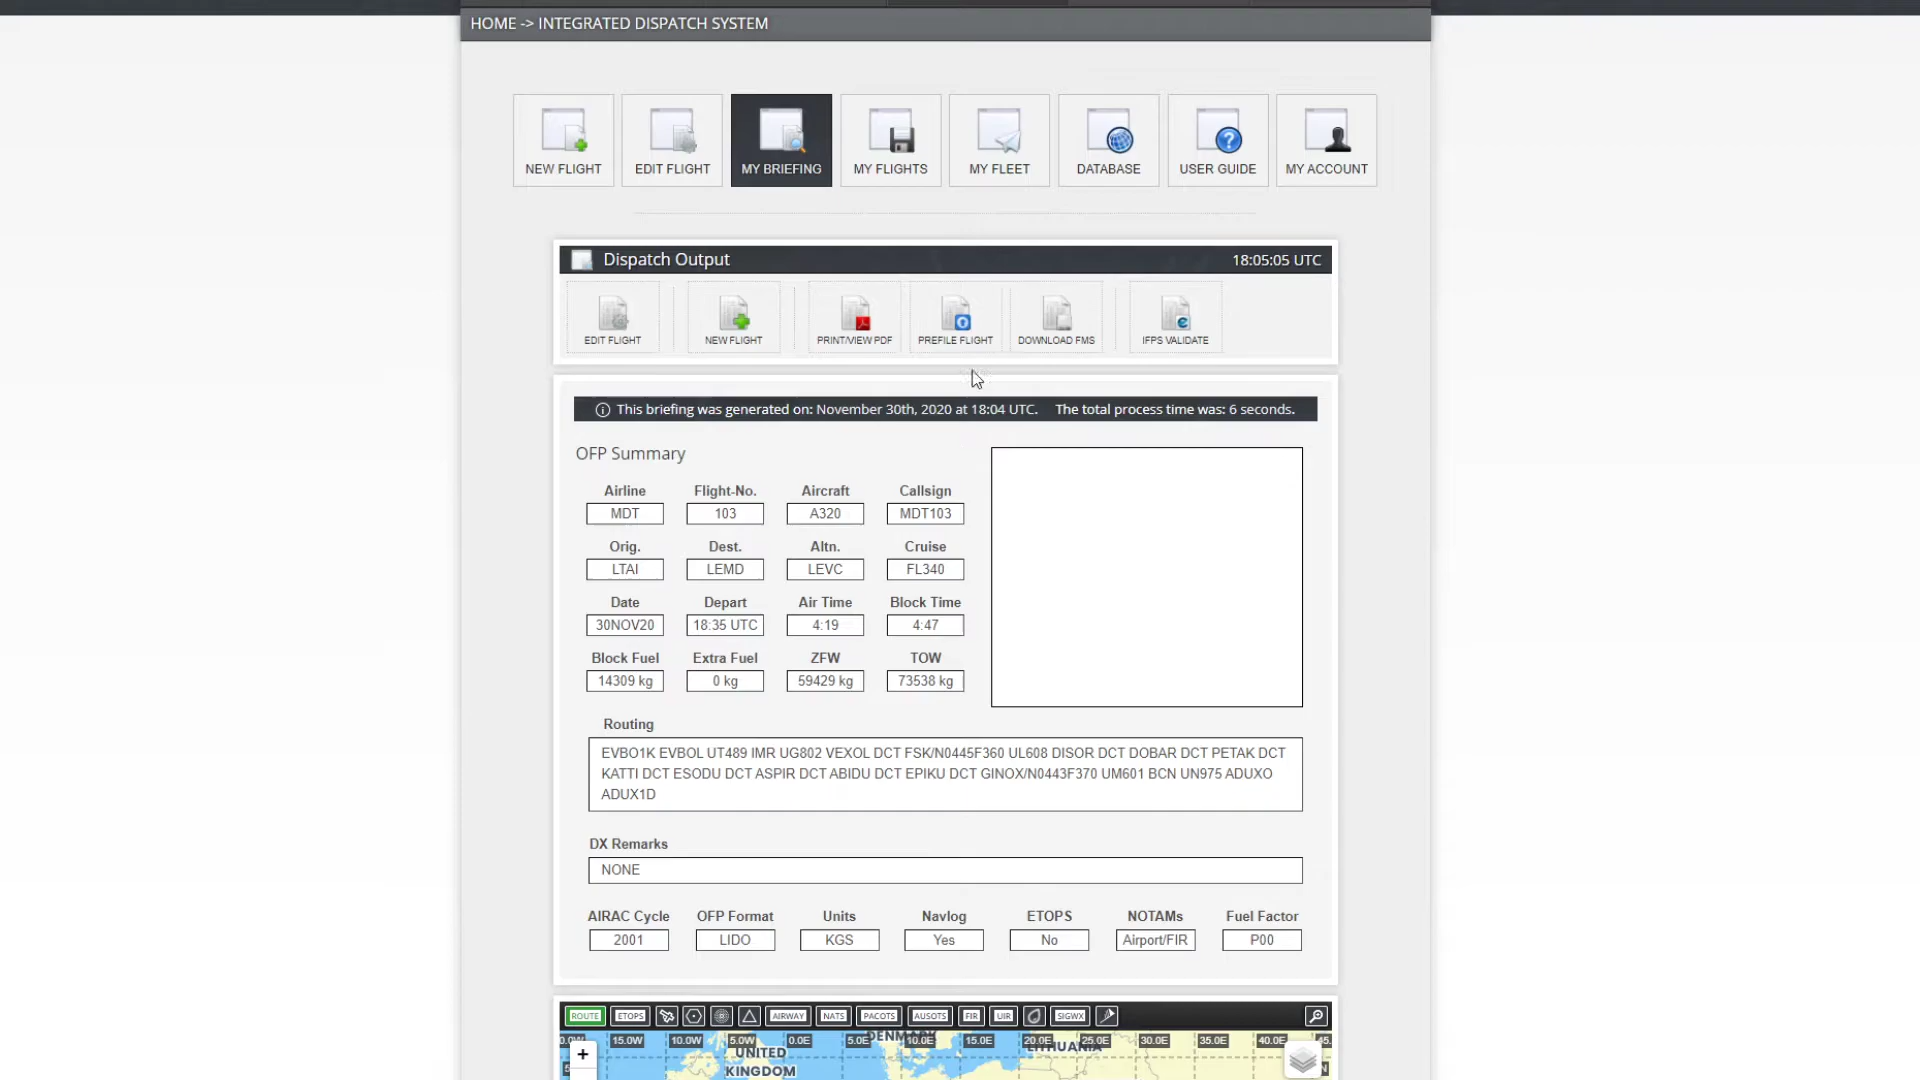 HOME -> INTEGRATED DISPATCH SYSTEM
NEW FLIGHT
EDIT FLIGHT
MY BRIEFING
MY FLIGHTS
MY FLEET
DATABASE
USER GUIDE
MY ACCOUNT
Dispatch Output
18:05:05 UTC
EDIT FLIGHT
NEW FLIGHT
PRINT/VIEW PDF
PREFILE FLIGHT
DOWNLOAD FMS
IFPS VALIDATE
This briefing was generated on: November 30th, 2020 at 18:04 UTC. The total process time was: 6 seconds.
OFP Summary
Airline Flight-No. Aircraft Callsign
MDT 103 A320 MDT103
Orig. Dest. Altn. Cruise
LTAI LEMD LEVC FL340
Date Depart Air Time Block Time
30NOV20 18:35 UTC 4:19 4:47
Block Fuel Extra Fuel ZFW TOW
14309 kg 0 kg 59429 kg 73538 kg
Routing
EVBO1K EVBOL UT489 IMR UG802 VEXOL DCT FSK/N0445F360 UL608 DISOR DCT DOBAR DCT PETAK DCT
KATTI DCT ESODU DCT ASPIR DCT ABIDU DCT EPIKU DCT GINOX/N0443F370 UM601 BCN UN975 ADUXO
ADUX1D
DX Remarks
NONE
AIRAC Cycle OFP Format Units Navlog ETOPS NOTAMs Fuel Factor
2001 LIDO KGS Yes No Airport/FIR P00
ROUTE ETOPS AIRWAY NATS PACOTS AUSOTS FIR UIR SIGWX
15.0W 10.0W 5.0W 0.0E 5.0E 10.0E 15.0E 20.0E 25.0E 30.0E 35.0E 40.0E
DENMARK
LITHUANIA
+
UNITED
KINGDOM